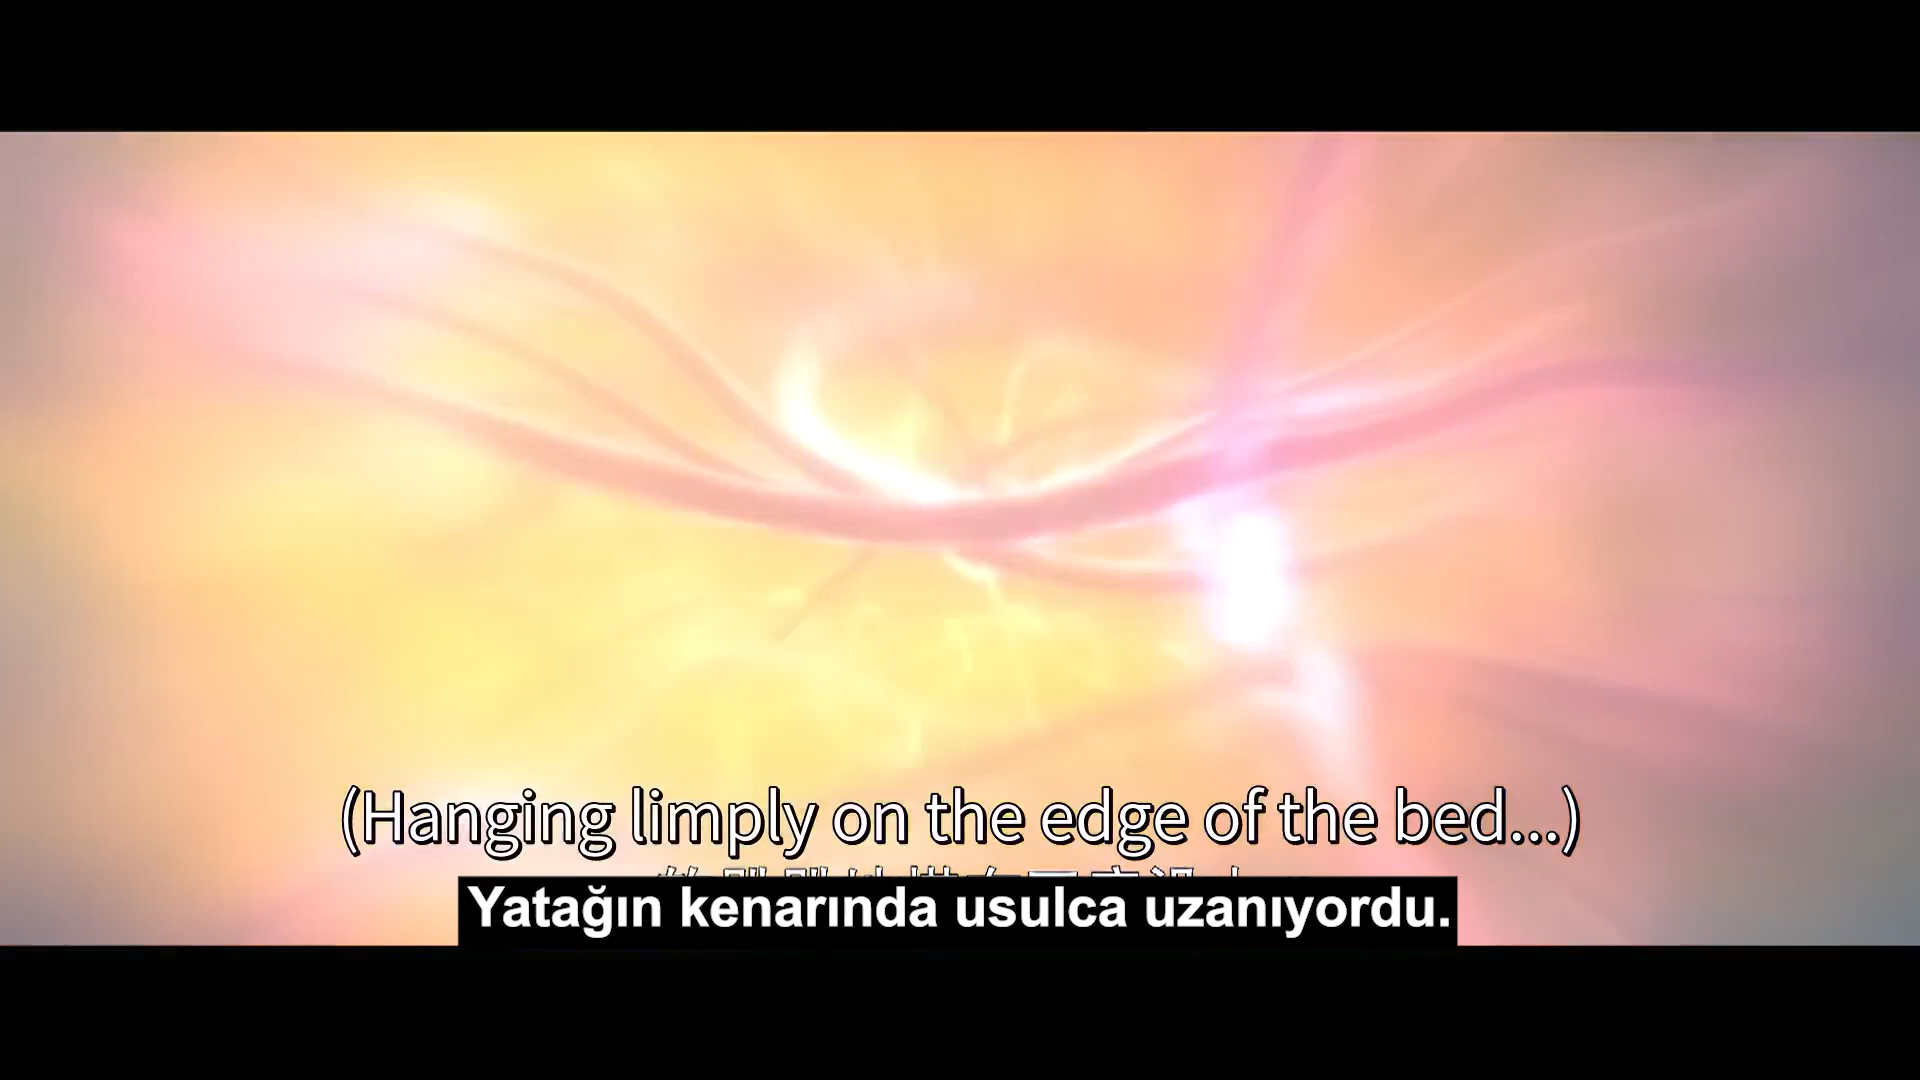 (Hanging limply on the edge of the bed...)
Yatağın kenarında usulca uzanıyordu.